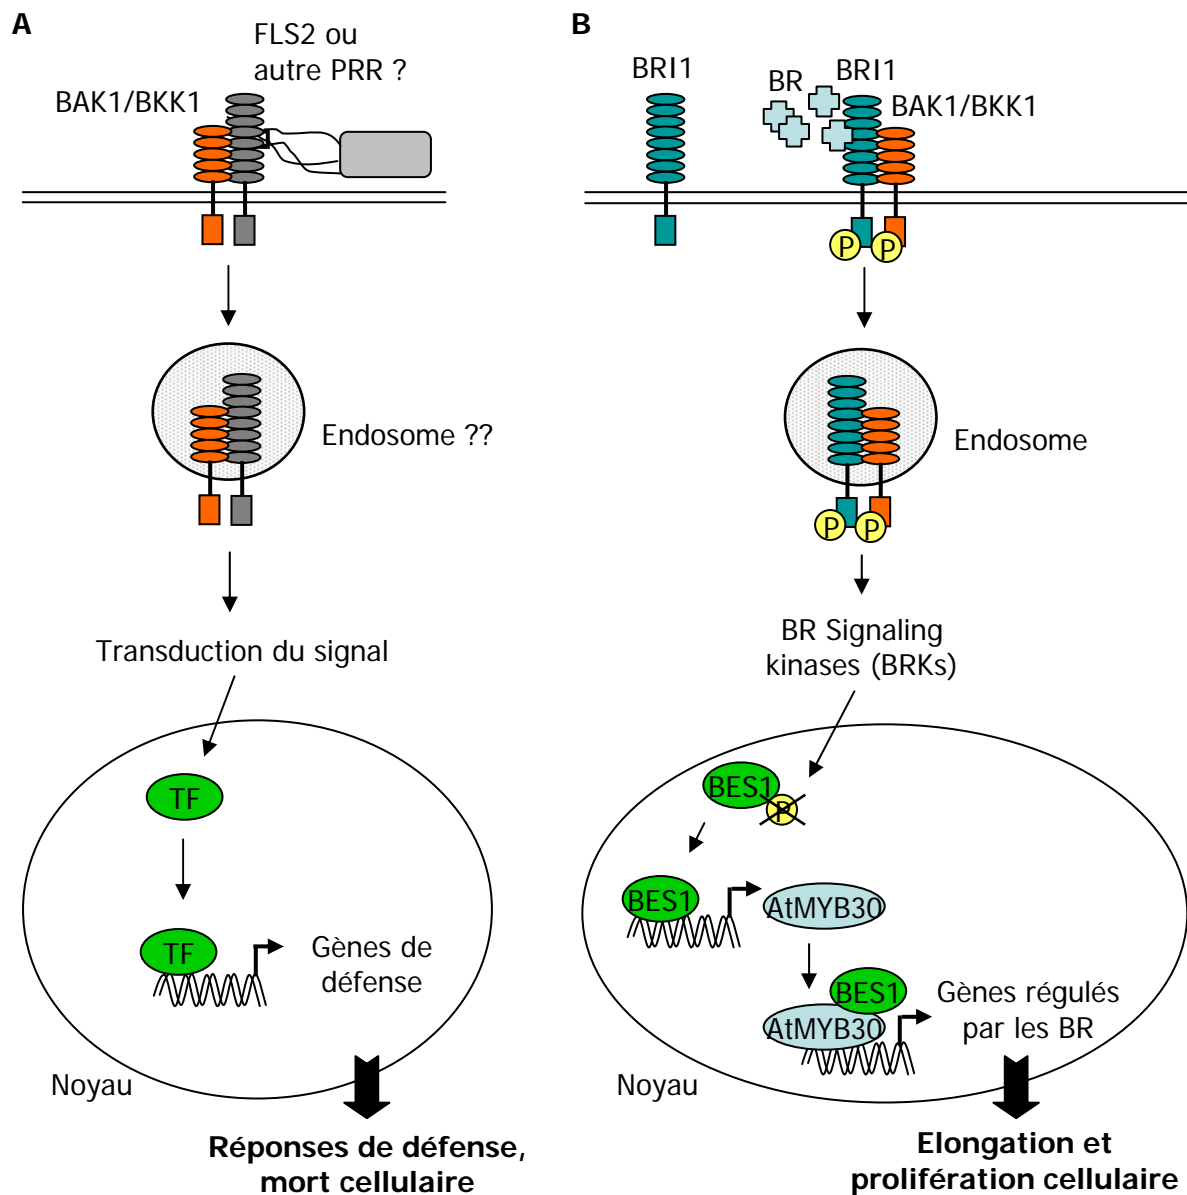 A
FLS2 ou
autre PRR ?
BAK1/BKK1
Endosome ??
Transduction du signal
TF
TF
Gènes de
défense
Noyau
Réponses de défense,
mort cellulaire
B
BRI1
BR
BRI1
BAK1/BKK1
P
P
Endosome
P
P
BR Signaling
kinases (BRKs)
BES1
P
BES1
AtMYB30
BES1
AtMYB30
Gènes régulés
par les BR
Noyau
Elongation et
prolifération cellulaire